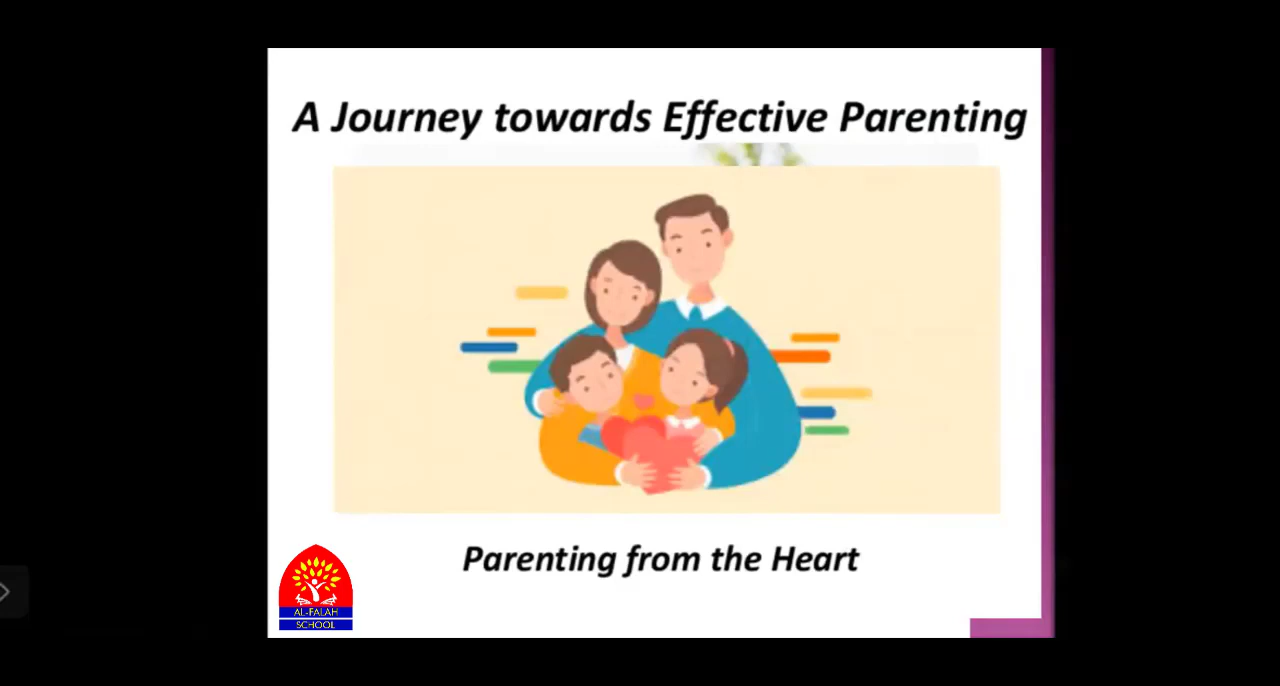 A Journey towards Effective Parenting
Parenting from the Heart
AL-FALAH
SCHOOL